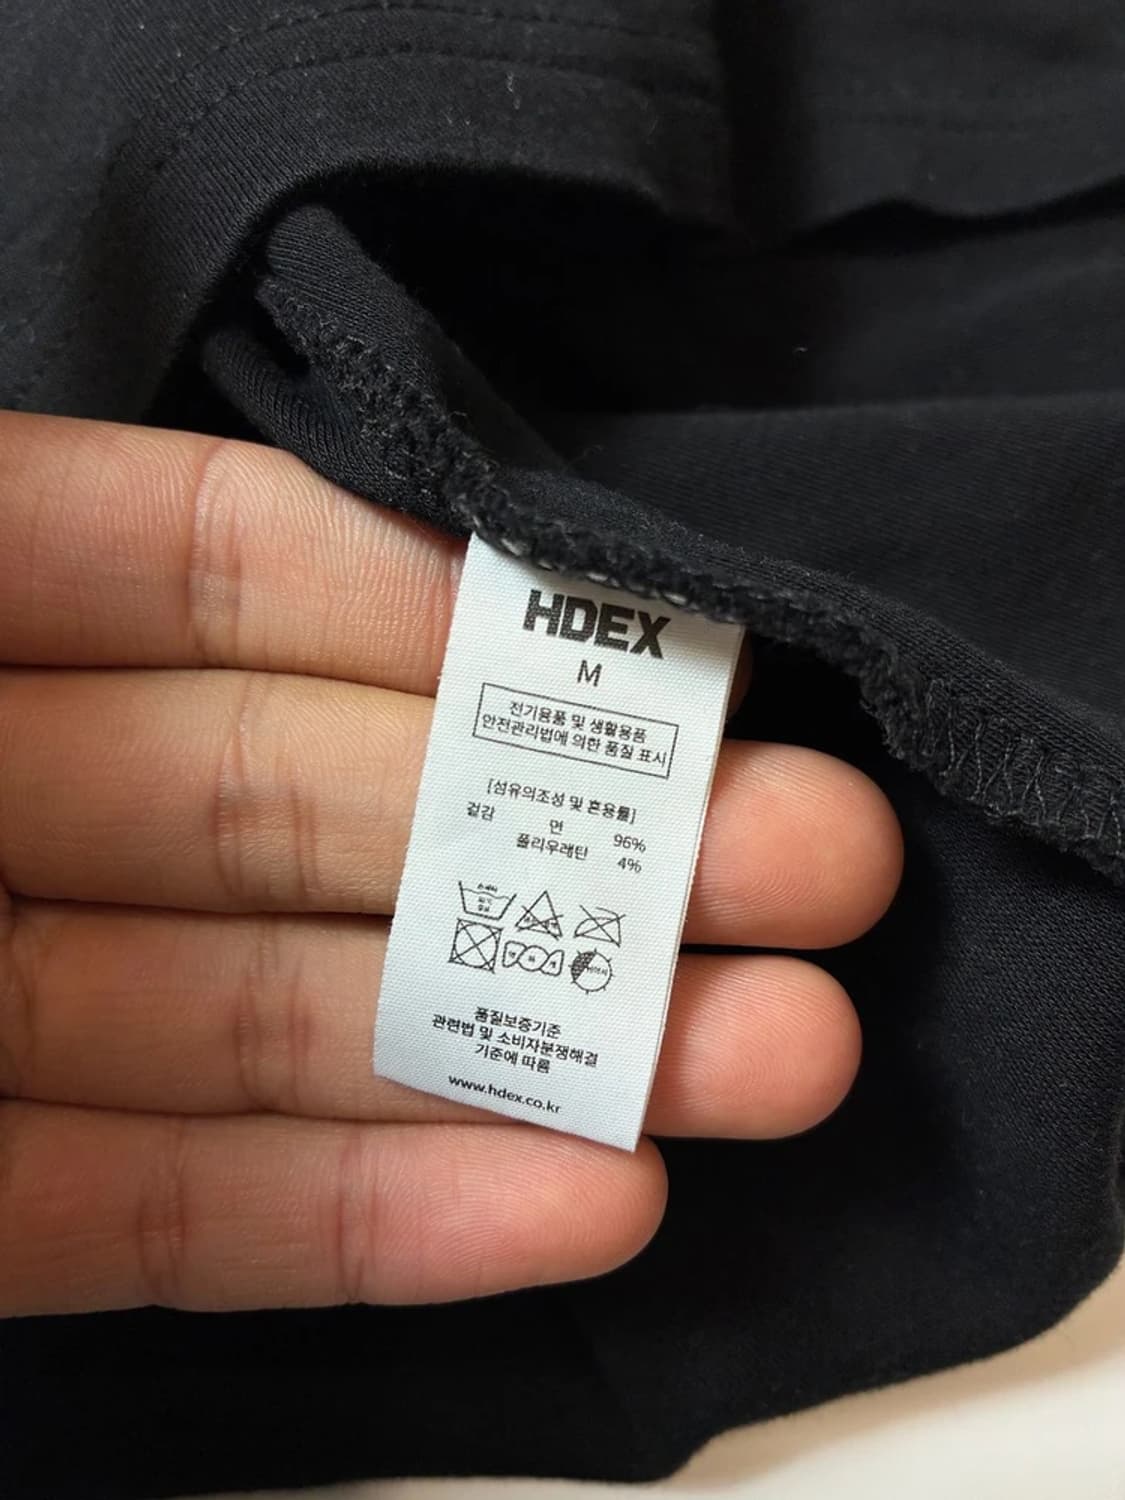 HDEX
M
전기용품 및 생활용품
안전관리법에 의한 품질 표시
[섬유의조성 및 혼용률]
겉감 면 96%
폴리우레탄 4%
품질보증기준
관련법 및 소비자분쟁해결
기준에 따름
www.hdex.co.kr